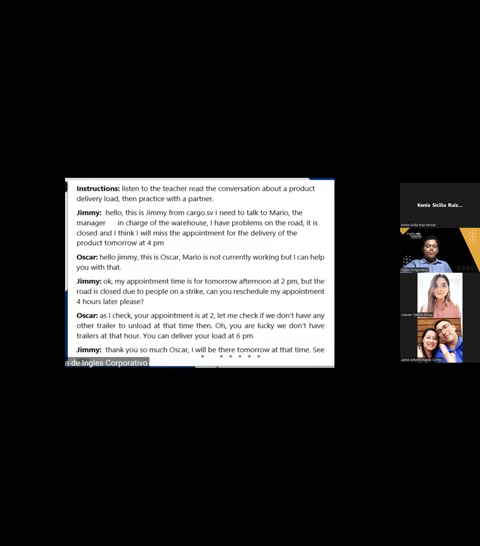 Instructions: listen to the teacher read the conversation about a product
delivery load, then practice with a partner.
Jimmy: hello, this is Jimmy from cargo.sv I need to talk to Mario, the
manager in charge of the warehouse, I have problems on the road, it is
closed and I think I will miss the appointment for the delivery of the
product tomorrow at 4 pm
Oscar: hello jimmy, this is Oscar, Mario is not currently working but I can help
you with that.
Jimmy: ok, my appointment time is for tomorrow afternoon at 2 pm, but the
road is closed due to people on a strike, can you reschedule my appointment
4 hours later please?
Oscar: as I check, your appointment is at 2, let me check if we don't have any
other trailer to unload at that time then. Oh, you are lucky we don't have
trailers at that hour. You can deliver your load at 6 pm
Jimmy: thank you so much Oscar, I will be there tomorrow at that time. See
a de Ingles Corporativo
Kenia Sicilia Ruiz...